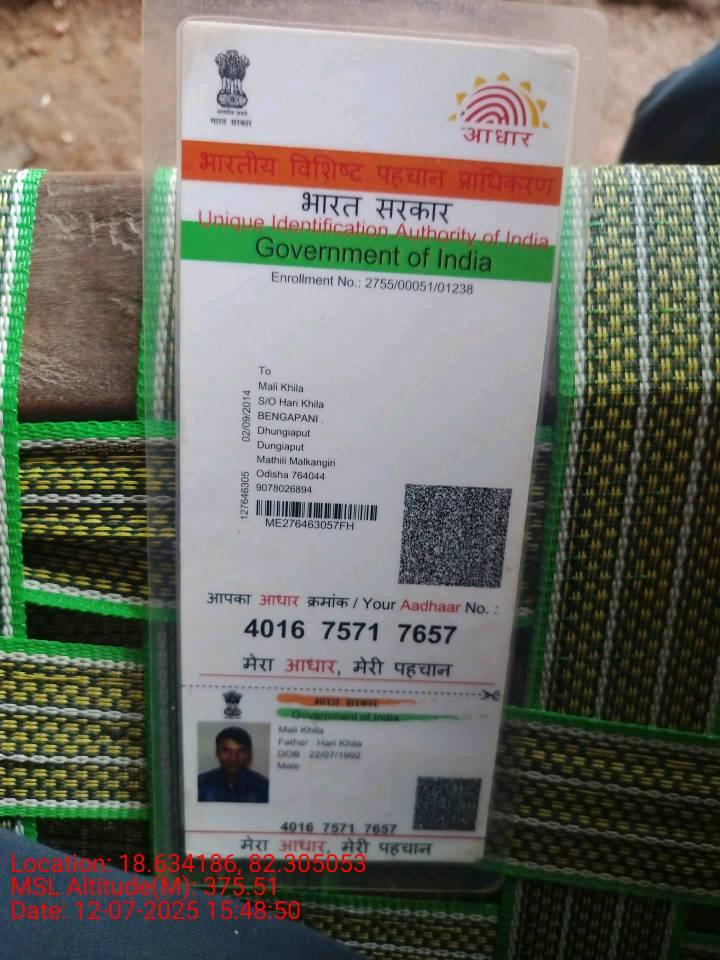 भारत सरकार
आधार
भारतीय विशिष्ट पहचान प्राधिकरण
भारत सरकार
Unique Identification Authority of India
Government of India
Enrollment No.: 2755/00051/01238
To
Mali Khila
S/O Hari Khila
BENGAPANI .
Dhungiaput
Dungiaput
Mathili Malkangiri
Odisha 764044
9078026894
127646305 02/09/2014
ME276463057FH
आपका आधार क्रमांक / Your Aadhaar No. :
4016 7571 7657
मेरा आधार, मेरी पहचान
भारत सरकार
Government of India
Mali Khila
Father : Hari Khila
DOB : 22/07/1992
Male
4016 7571 7657
मेरा आधार, मेरी पहचान
Location: 18.634186, 82.305053
MSL Altitude(M): 375.51
Date: 12-07-2025 15:48:50